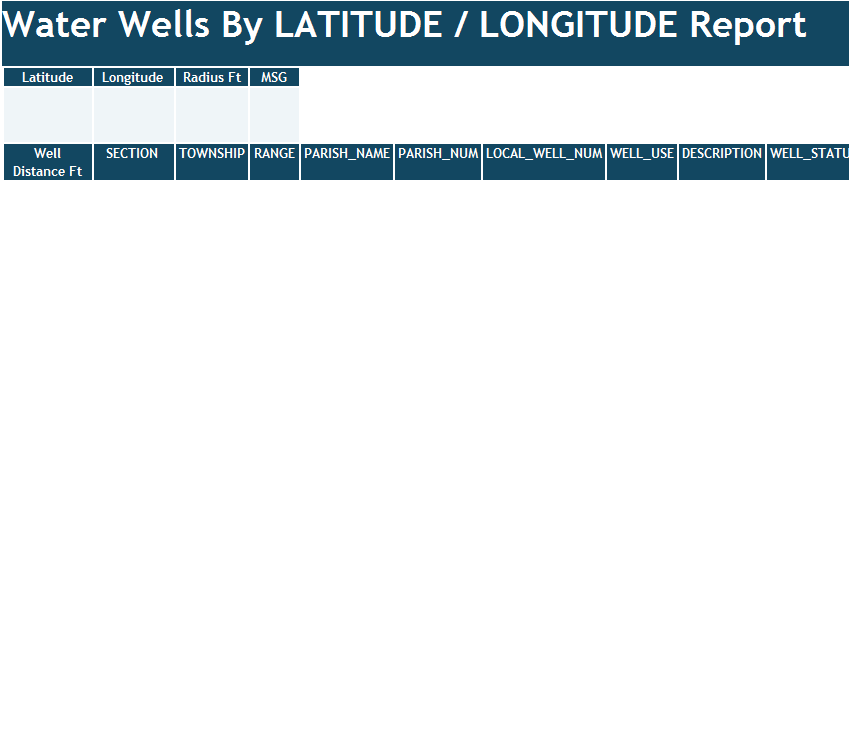 Water Wells By LATITUDE / LONGITUDE Report
Latitude Longitude Radius Ft MSG
Well SECTION TOWNSHIP RANGE PARISH_NAME PARISH_NUM LOCAL_WELL_NUM WELL_USE DESCRIPTION WELL_STATU
Distance Ft